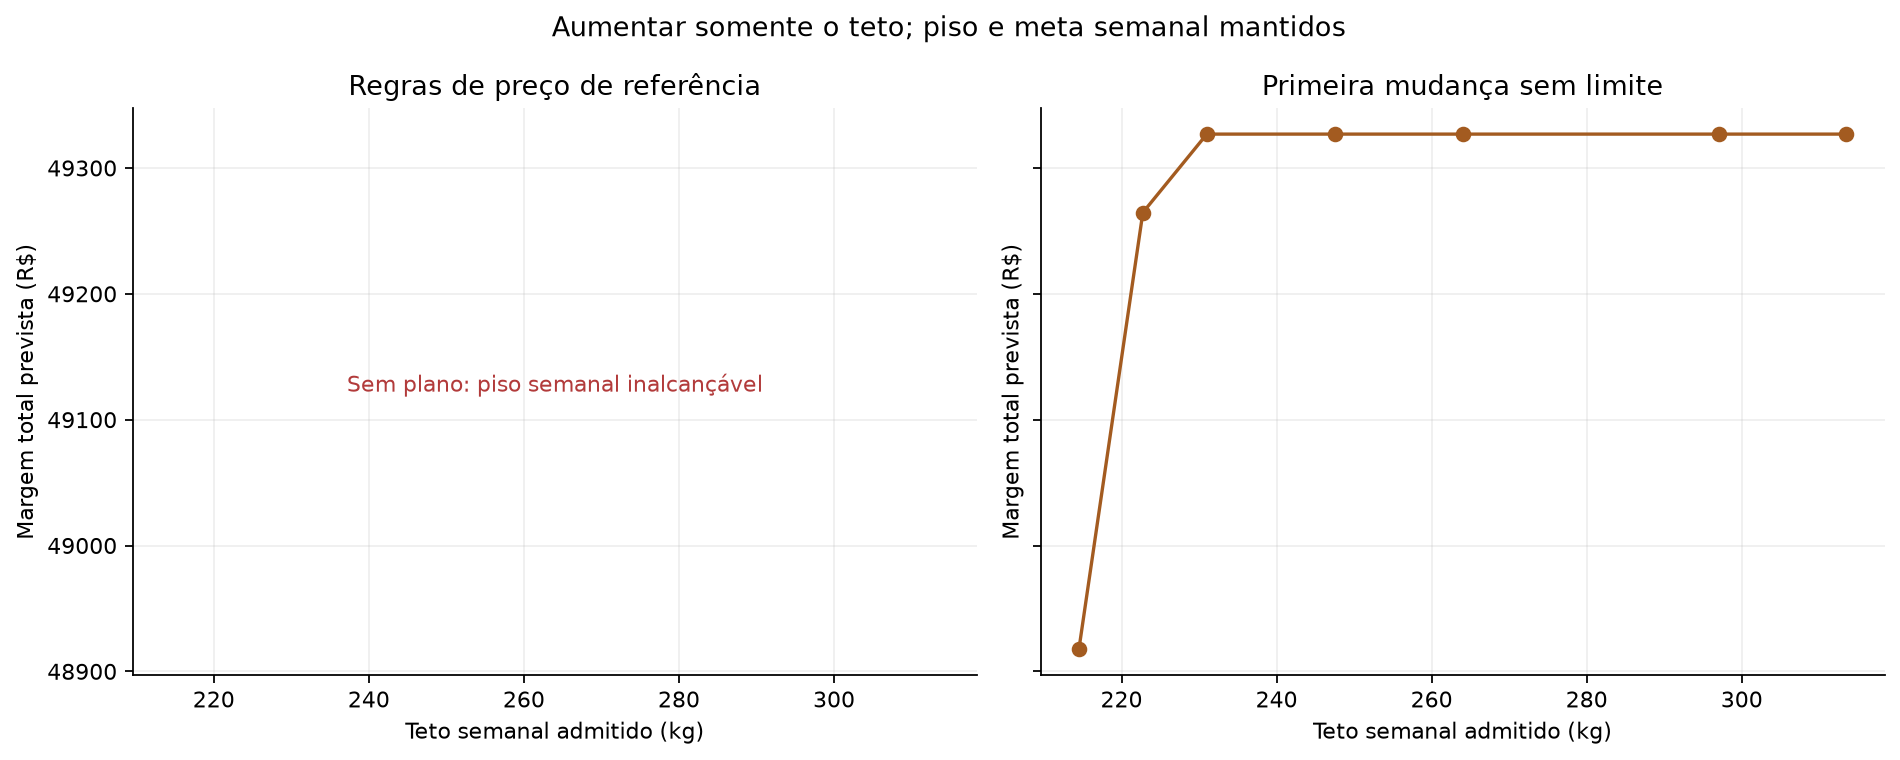 Aumentar somente o teto; piso e meta semanal mantidos
Regras de preço de referência
Margem total prevista (R$)
49300
49200
49100
49000
48900
Sem plano: piso semanal inalcançável
220 240 260 280 300
Teto semanal admitido (kg)
Primeira mudança sem limite
Margem total prevista (R$)
220 240 260 280 300
Teto semanal admitido (kg)